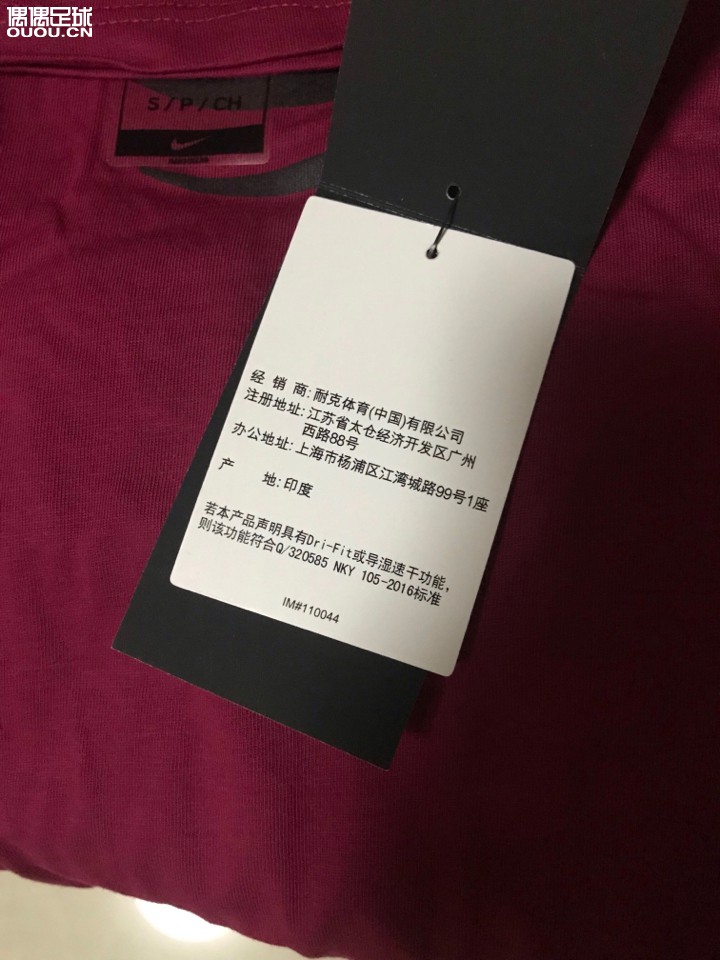 偶偶足球
OUOU.CN
S / P / CH
经 销 商: 耐克体育(中国)有限公司
注册地址: 江苏省太仓经济开发区广州
西路88号
办公地址: 上海市杨浦区江湾城路99号1座
产 地: 印度
若本产品声明具有Dri-Fit或导湿速干功能,
则该功能符合Q/320585 NKY 105-2016标准
IM#110044